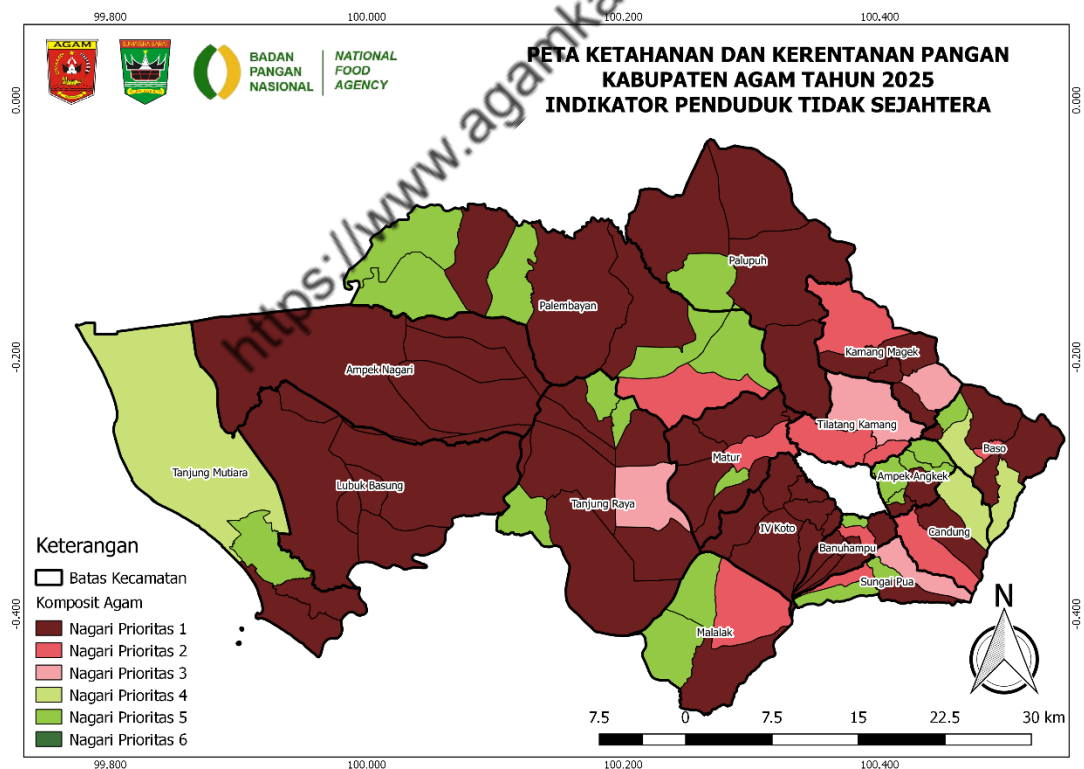 99.800
100.000
100.200
100.400
AGAM
SUMATERA BARAT
BADAN
PANGAN
NASIONAL
NATIONAL
FOOD
AGENCY
PETA KETAHANAN DAN KERENTANAN PANGAN
KABUPATEN AGAM TAHUN 2025
INDIKATOR PENDUDUK TIDAK SEJAHTERA
https://www.agamka
0.000
0.000
-0.200
-0.200
-0.400
-0.400
Palupuh
Palembayan
Kamang Magek
Ampek Nagari
Tilatang Kamang
Baso
Matur
Tanjung Mutiara
Ampek Angkek
Lubuk Basung
Tanjung Raya
IV Koto
Candung
Banuhampu
Sungai Pua
Malalak
Keterangan
Batas Kecamatan
Komposit Agam
Nagari Prioritas 1
Nagari Prioritas 2
Nagari Prioritas 3
Nagari Prioritas 4
Nagari Prioritas 5
Nagari Prioritas 6
N
7.5 0 7.5 15 22.5 30 km
99.800
100.000
100.200
100.400